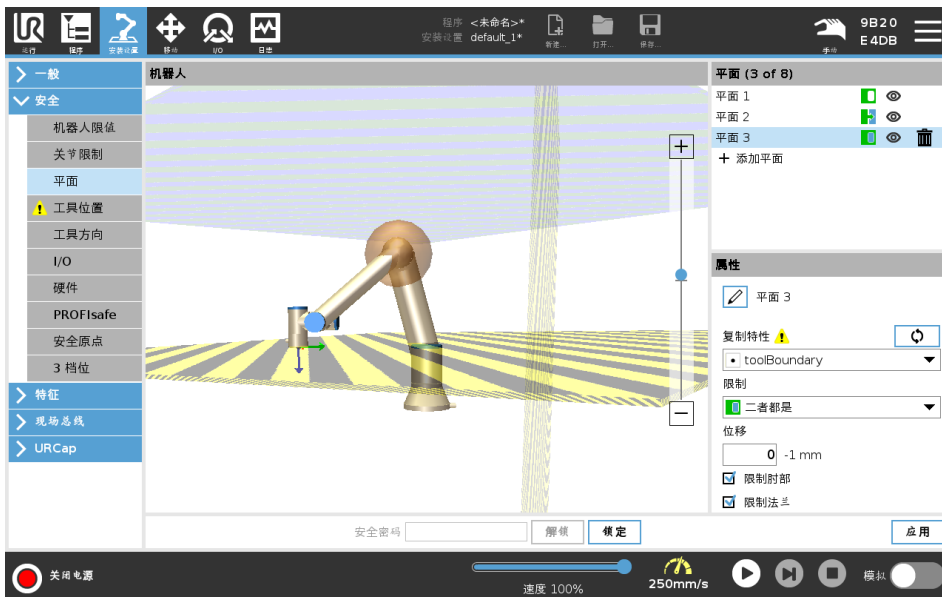 程序 <未命名>*
安装设置 default_1*
运行
程序
安装设置
移动
I/O
日志
新建...
打开...
保存...
手动
9B20
E4DB
一般
安全
机器人限值
关节限制
平面
工具位置
工具方向
I/O
硬件
PROFIsafe
安全原点
3 档位
特征
现场总线
URCap
机器人
平面 (3 of 8)
平面 1
平面 2
平面 3
添加平面
属性
平面 3
复制特性
toolBoundary
限制
二者都是
位移
0 -1 mm
限制肘部
限制法兰
安全密码
解锁
锁定
应用
关闭电源
速度 100%
250mm/s
模拟